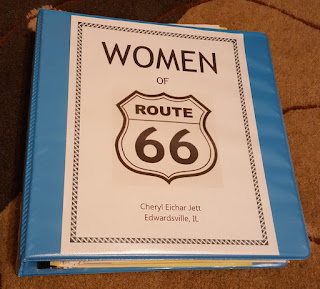 WOMEN
OF
ROUTE
66
Cheryl Eichar Jett
Edwardsville, IL